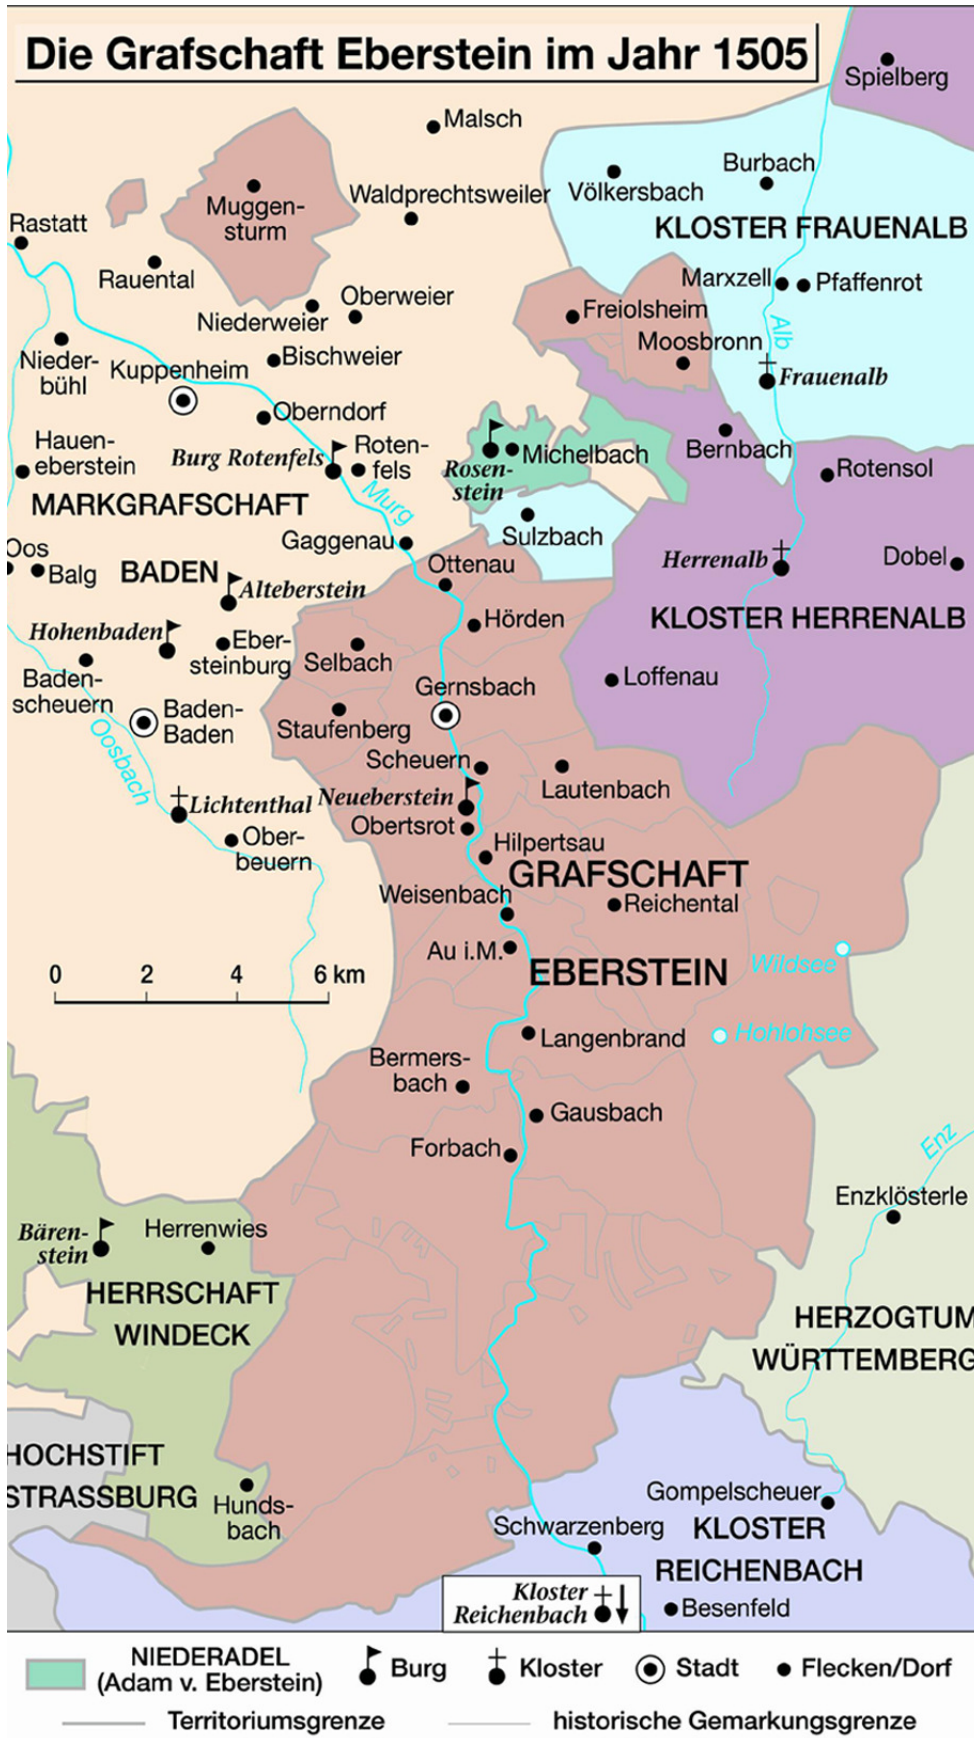 Die Grafschaft Eberstein im Jahr 1505
Spielberg
Malsch
Burbach
Völkersbach
Waldprechtsweiler
Muggen-
sturm
KLOSTER FRAUENALB
Rastatt
Rauental
Marxzell
Pfaffenrot
Oberweier
Niederweier
Freiolsheim
Alb
Moosbronn
Nieder-
bühl
Bischweier
Kuppenheim
Frauenalb
Oberndorf
Hauen-
eberstein
Burg Rotenfels
Roten-
fels
Rosen-
stein
Michelbach
Bernbach
Rotensol
MARKGRAFSCHAFT
BADEN
Murg
Sulzbach
Gaggenau
Oos
Balg
Alteberstein
Ottenau
Herrenalb
Dobel
KLOSTER HERRENALB
Hohenbaden
Eber-
steinburg
Hörden
Selbach
Loffenau
Baden-
scheuern
Gernsbach
Baden-
Baden
Staufenberg
Oosbach
Scheuern
Lautenbach
Lichtenthal
Neueberstein
Obertsrot
Ober-
beuern
Hilpertsau
GRAFSCHAFT
EBERSTEIN
Weisenbach
Reichental
Au i.M.
Wildsee
0 2 4 6 km
Hohlohsee
Langenbrand
Bermers-
bach
Gausbach
Forbach
Enz
Enzklösterle
Bären-
stein
Herrenwies
HERRSCHAFT
WINDECK
HERZOGTUM
WÜRTTEMBERG
HOCHSTIFT
STRASSBURG
Hunds-
bach
Gompelscheuer
Schwarzenberg
KLOSTER
REICHENBACH
Kloster
Reichenbach
Besenfeld
NIEDERADEL
(Adam v. Eberstein)
Burg
Kloster
Stadt
Flecken/Dorf
Territoriumsgrenze
historische Gemarkungsgrenze